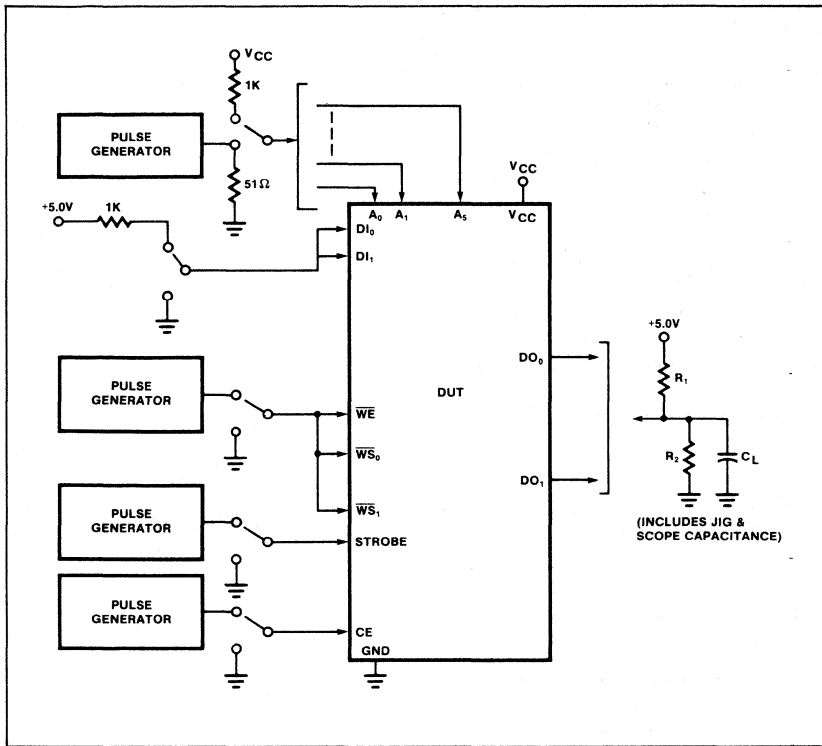 VCC
1K
PULSE
GENERATOR
51Ω
+5.0V
1K
VCC
A0 A1 A5 VCC
DI0
DI1
+5.0V
DO0
R1
PULSE
GENERATOR
DUT
WE
WS0
R2
CL
DO1
WS1
(INCLUDES JIG &
SCOPE CAPACITANCE)
PULSE
GENERATOR
STROBE
PULSE
GENERATOR
CE
GND